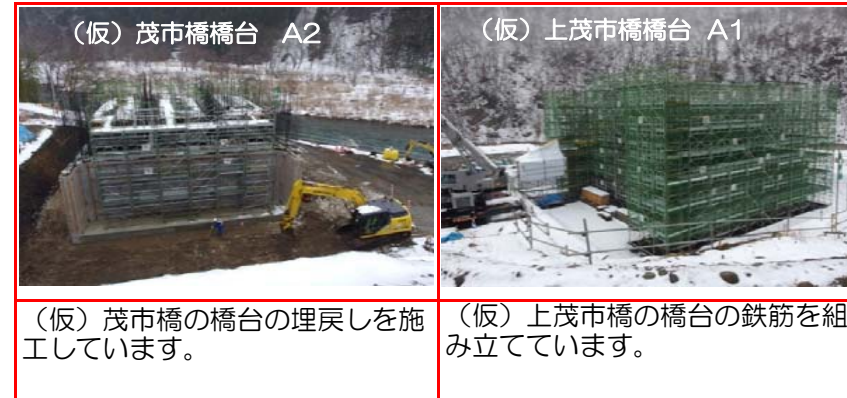 （仮）茂市橋橋台　A2
（仮）上茂市橋橋台 A1
（仮）茂市橋の橋台の埋戻しを施
工しています。
（仮）上茂市橋の橋台の鉄筋を組
み立てています。